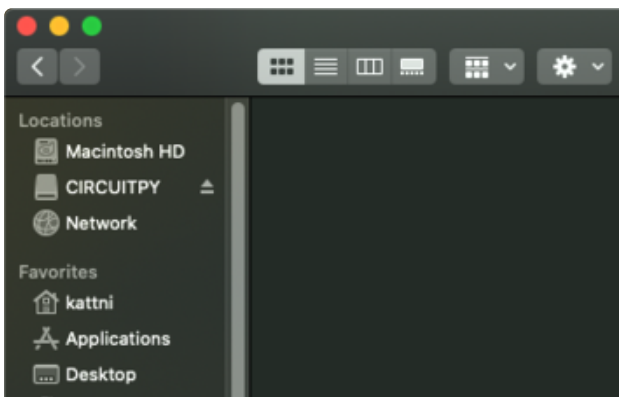 Locations
Macintosh HD
CIRCUITPY
Network
Favorites
kattni
Applications
Desktop